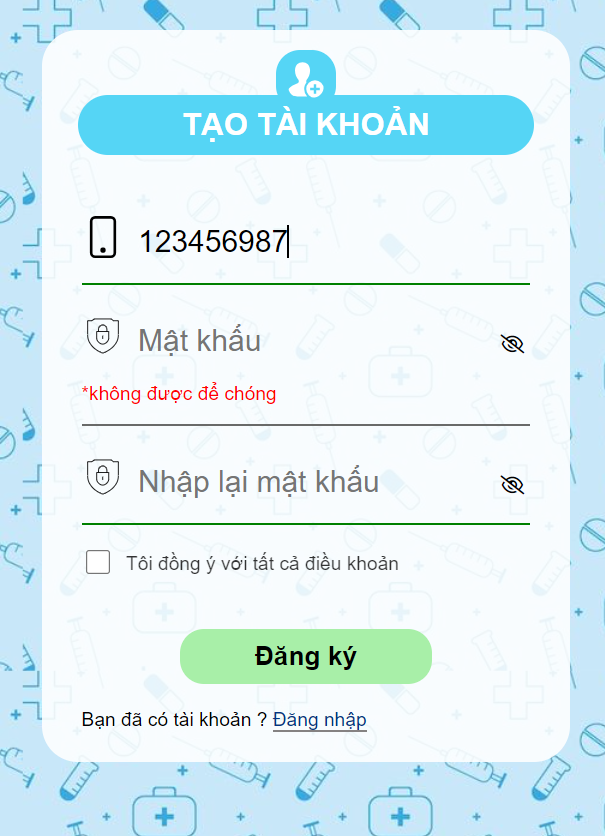 TẠO TÀI KHOẢN
123456987
Mật khẩu
*không được để chóng
Nhập lại mật khẩu
Tôi đồng ý với tất cả điều khoản
Đăng ký
Bạn đã có tài khoản ? Đăng nhập